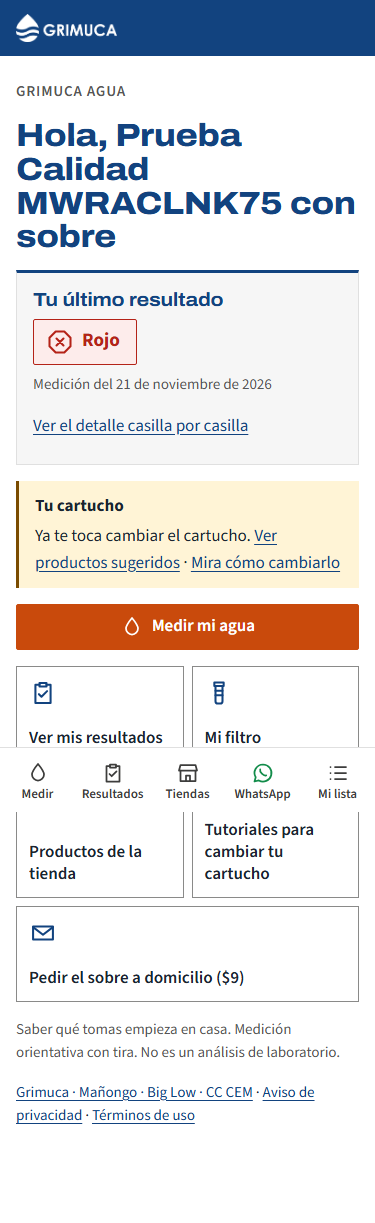 GRIMUCA
GRIMUCA AGUA
Hola, Prueba
Calidad
MWRACLNK75 con
sobre
Tu último resultado
Rojo
Medición del 21 de noviembre de 2026
Ver el detalle casilla por casilla
Tu cartucho
Ya te toca cambiar el cartucho. Ver
productos sugeridos · Mira cómo cambiarlo
Medir mi agua
Ver mis resultados
Mi filtro
Medir
Resultados
Tiendas
WhatsApp
Mi lista
Productos de la
tienda
Tutoriales para
cambiar tu
cartucho
Pedir el sobre a domicilio ($9)
Saber qué tomas empieza en casa. Medición
orientativa con tira. No es un análisis de laboratorio.
Grimuca · Mañongo · Big Low · CC CEM · Aviso de
privacidad · Términos de uso